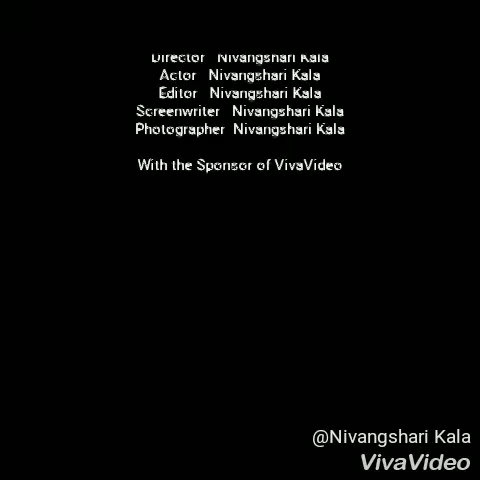 Director Nivangshari Kala
Actor Nivangshari Kala
Editor Nivangshari Kala
Screenwriter Nivangshari Kala
Photographer Nivangshari Kala
With the Sponsor of VivaVideo
@Nivangshari Kala
VivaVideo